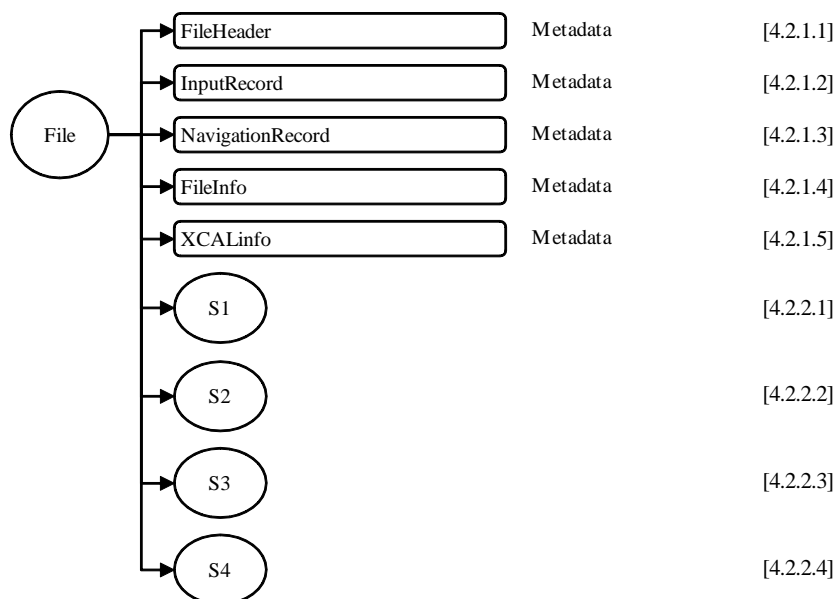 FileHeader Metadata [4.2.1.1]
InputRecord Metadata [4.2.1.2]
File NavigationRecord Metadata [4.2.1.3]
FileInfo Metadata [4.2.1.4]
XCALinfo Metadata [4.2.1.5]
S1 [4.2.2.1]
S2 [4.2.2.2]
S3 [4.2.2.3]
S4 [4.2.2.4]